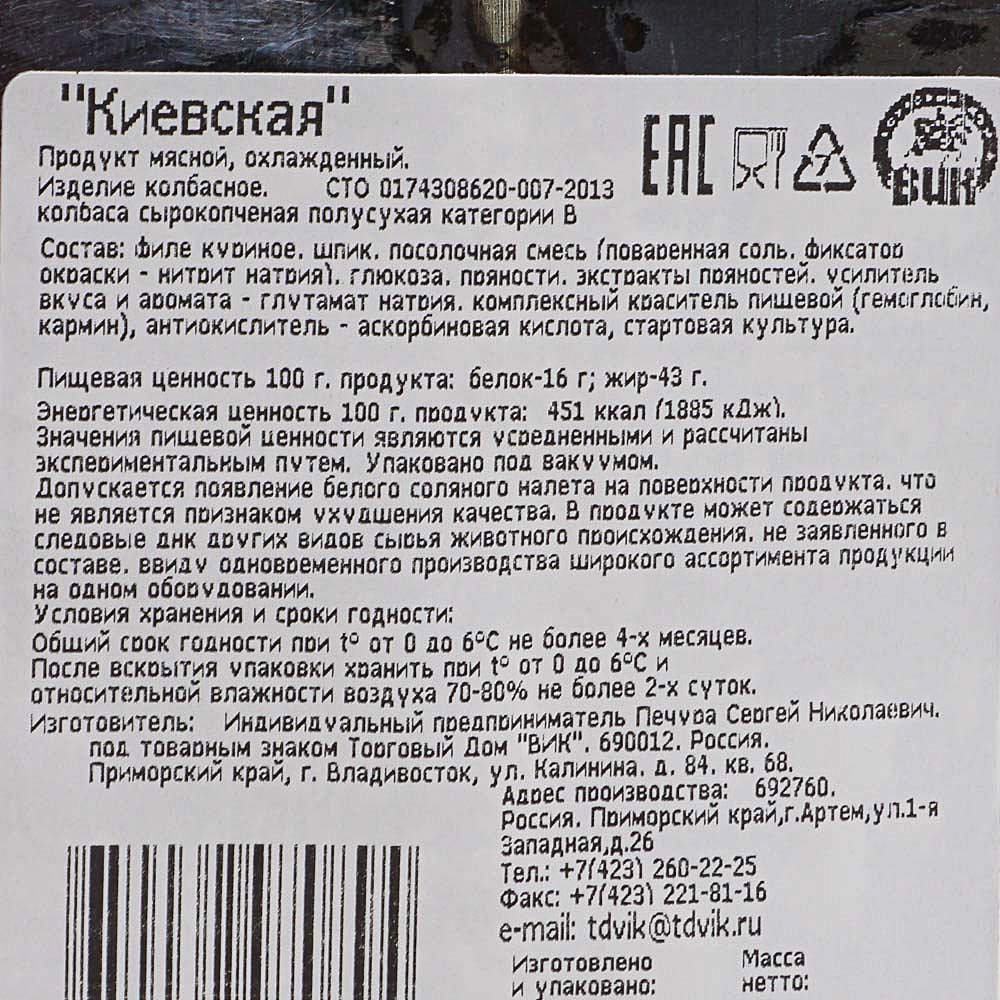 "Киевская"
Продукт мясной, охлажденный.
Изделие колбасное. СТО 0174308620-007-2013
колбаса сырокопченая полусухая категории В
EAC
7
ВИК
Состав: филе куриное, шпик, посолочная смесь (поваренная соль, фиксатор
окраски - нитрит натрия), глюкоза, пряности, экстракты пряностей, усилитель
вкуса и аромата - глутамат натрия, комплексный краситель пищевой (гемоглобин,
кармин), антиокислитель - аскорбиновая кислота, стартовая культура.
Пищевая ценность 100 г. продукта: белок-16 г; жир-43 г.
Энергетическая ценность 100 г. продукта: 451 ккал (1885 кДж).
Значения пищевой ценности являются усредненными и рассчитаны
экспериментальным путем. Упаковано под вакуумом.
Допускается появление белого соляного налета на поверхности продукта, что
не является признаком ухудшения качества. В продукте может содержаться
следовые днк других видов сырья животного происхождения, не заявленного в
составе, ввиду одновременного производства широкого ассортимента продукции
на одном оборудовании.
Условия хранения и сроки годности:
Общий срок годности при t° от 0 до 6°С не более 4-х месяцев.
После вскрытия упаковки хранить при t° от 0 до 6°С и
относительной влажности воздуха 70-80% не более 2-х суток.
Изготовитель: Индивидуальный предприниматель Печура Сергей Николаевич,
под товарным знаком Торговый Дом "ВИК", 690012, Россия,
Приморский край, г. Владивосток, ул. Калинина, д. 84, кв. 68.
Адрес производства: 692760,
Россия, Приморский край,г.Артем,ул.1-я
Западная,д.26
Тел.: +7(423) 260-22-25
Факс: +7(423) 221-81-16
e-mail: tdvik@tdvik.ru
Изготовлено
и упаковано:
Масса
нетто: